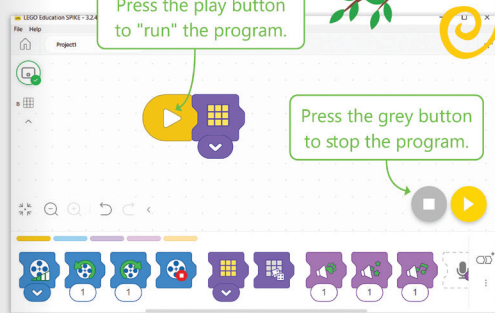 Press the play button
to "run" the program.
LEGO Education SPIKE - 3.2.4
File Help
Project1
Press the grey button
to stop the program.
8
1
1
1
1
1